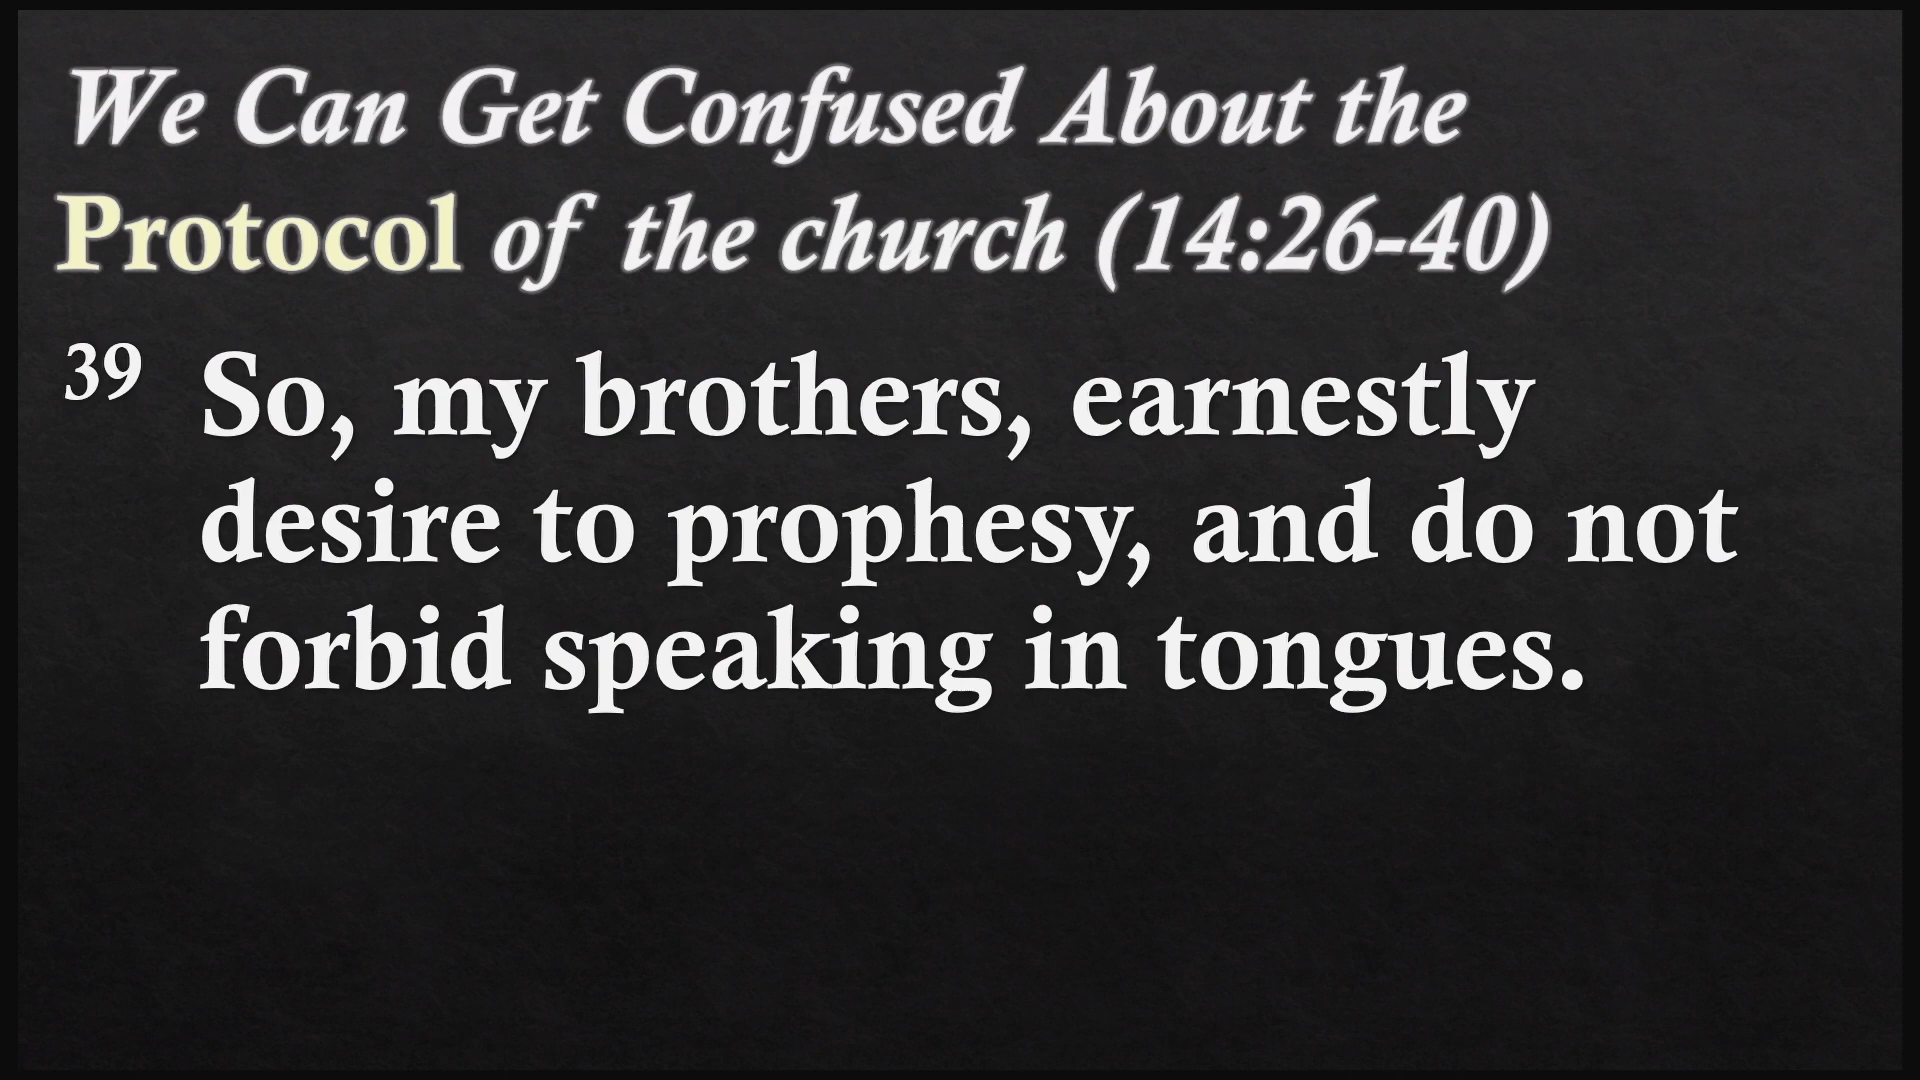 We Can Get Confused About the
Protocol of the church (14:26-40)
39 So, my brothers, earnestly
desire to prophesy, and do not
forbid speaking in tongues.